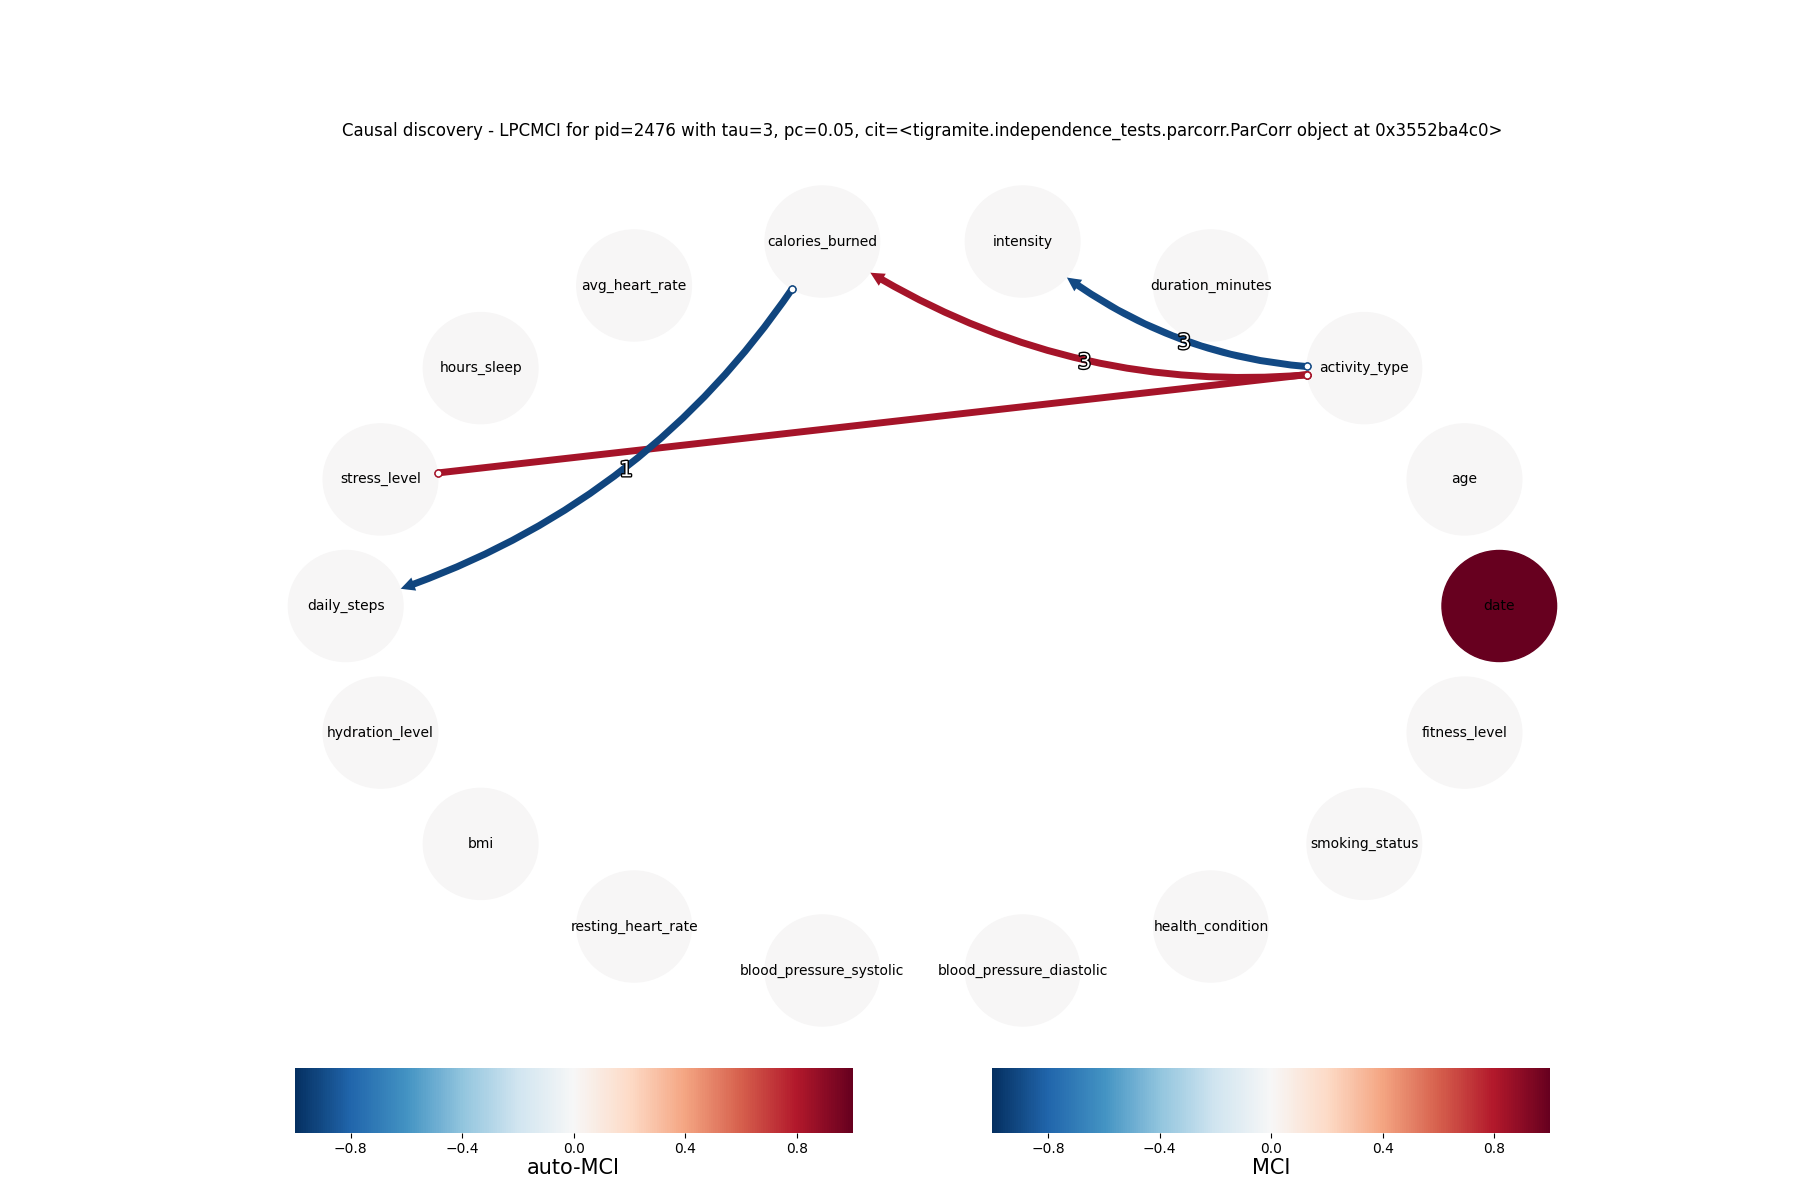 Causal discovery - LPCMCI for pid=2476 with tau=3, pc=0.05, cit=<tigramite.independence_tests.parcorr.ParCorr object at 0x3552ba4c0>
calories_burned
intensity
avg_heart_rate
duration_minutes
3
3
hours_sleep
activity_type
1
stress_level
age
daily_steps
date
hydration_level
fitness_level
bmi
smoking_status
resting_heart_rate
health_condition
blood_pressure_systolic
blood_pressure_diastolic
−0.8 −0.4 0.0 0.4 0.8
auto-MCI
−0.8 −0.4 0.0 0.4 0.8
MCI